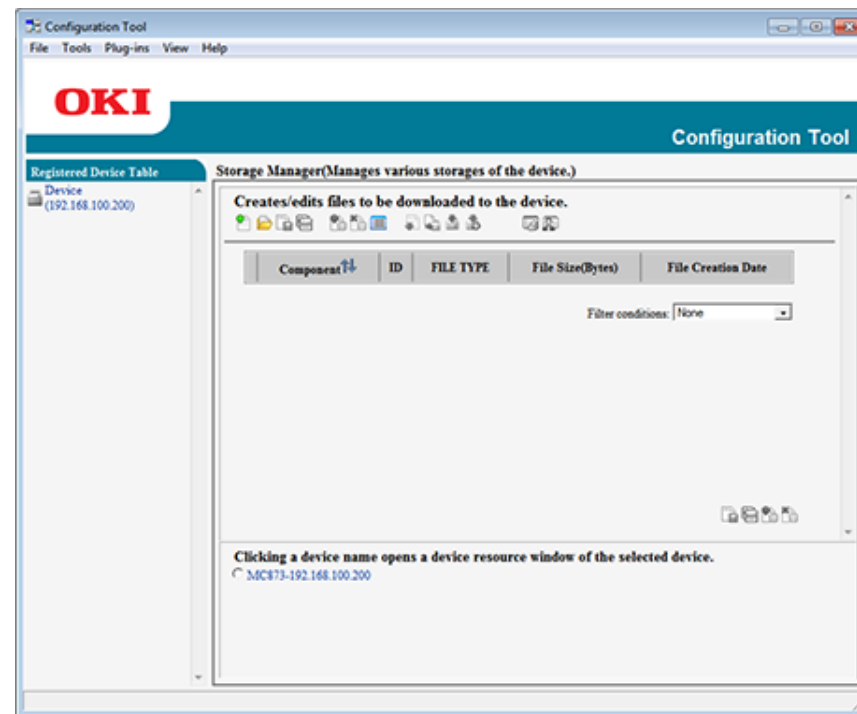 Configuration Tool
File Tools Plug-ins View Help
OKI
Configuration Tool
Registered Device Table
Device
(192.168.100.200)
Storage Manager(Manages various storages of the device.)
Creates/edits files to be downloaded to the device.
Component ID FILE TYPE File Size(Bytes) File Creation Date
Filter conditions: None
Clicking a device name opens a device resource window of the selected device.
MC873-192.168.100.200